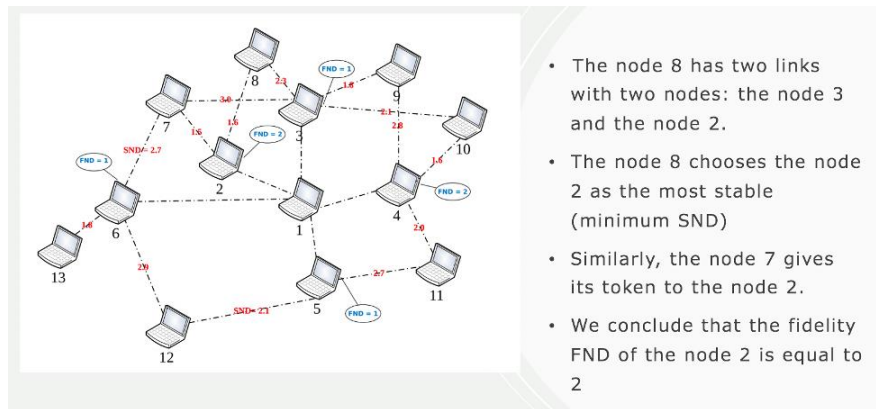 8
FND = 1
2.3
1.8
9
7
3.0
3
2.1
1.6
2.8
10
1.5
FND = 2
SND= 2.7
1.6
FND = 1
2
FND = 2
6
1
4
1.8
2.0
13
2.9
2.7
11
SND= 2.1
5
FND = 1
12
• The node 8 has two links
with two nodes: the node 3
and the node 2.
• The node 8 chooses the node
2 as the most stable
(minimum SND)
• Similarly, the node 7 gives
its token to the node 2.
• We conclude that the fidelity
FND of the node 2 is equal to
2